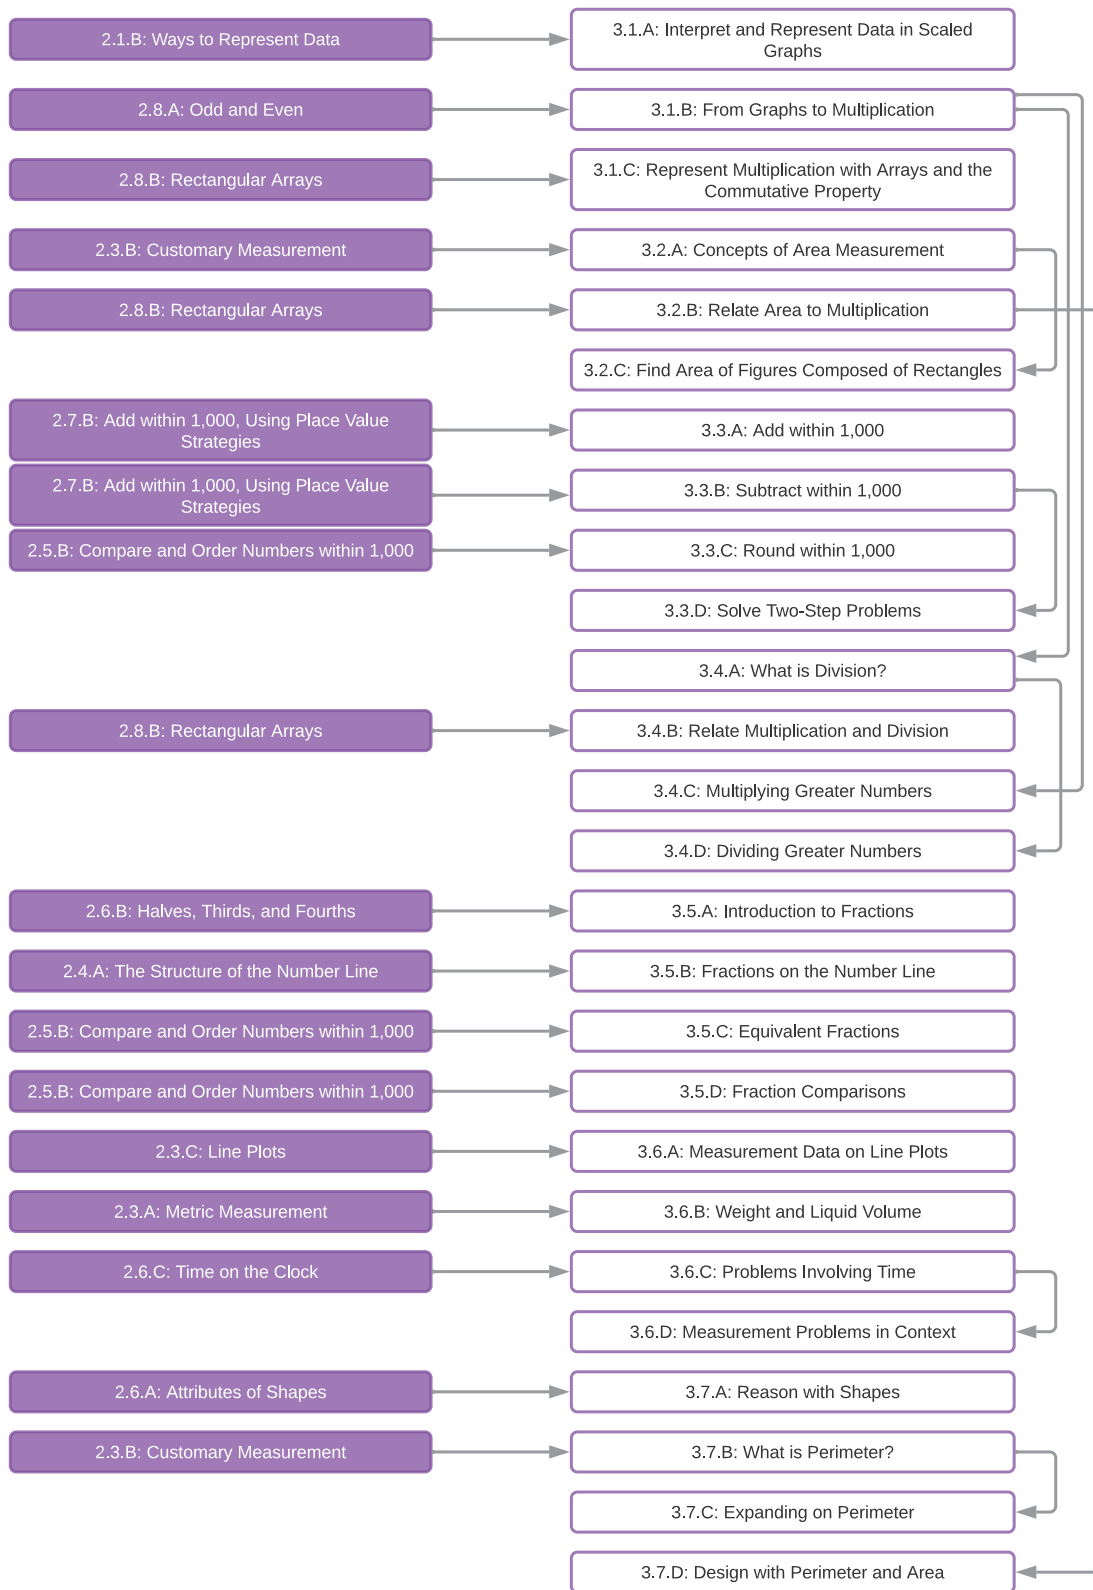 2.1.B: Ways to Represent Data
3.1.A: Interpret and Represent Data in Scaled
Graphs
2.8.A: Odd and Even
3.1.B: From Graphs to Multiplication
2.8.B: Rectangular Arrays
3.1.C: Represent Multiplication with Arrays and the
Commutative Property
2.3.B: Customary Measurement
3.2.A: Concepts of Area Measurement
2.8.B: Rectangular Arrays
3.2.B: Relate Area to Multiplication
3.2.C: Find Area of Figures Composed of Rectangles
2.7.B: Add within 1,000, Using Place Value
Strategies
3.3.A: Add within 1,000
2.7.B: Add within 1,000, Using Place Value
Strategies
3.3.B: Subtract within 1,000
2.5.B: Compare and Order Numbers within 1,000
3.3.C: Round within 1,000
3.3.D: Solve Two-Step Problems
3.4.A: What is Division?
2.8.B: Rectangular Arrays
3.4.B: Relate Multiplication and Division
3.4.C: Multiplying Greater Numbers
3.4.D: Dividing Greater Numbers
2.6.B: Halves, Thirds, and Fourths
3.5.A: Introduction to Fractions
2.4.A: The Structure of the Number Line
3.5.B: Fractions on the Number Line
2.5.B: Compare and Order Numbers within 1,000
3.5.C: Equivalent Fractions
2.5.B: Compare and Order Numbers within 1,000
3.5.D: Fraction Comparisons
2.3.C: Line Plots
3.6.A: Measurement Data on Line Plots
2.3.A: Metric Measurement
3.6.B: Weight and Liquid Volume
2.6.C: Time on the Clock
3.6.C: Problems Involving Time
3.6.D: Measurement Problems in Context
2.6.A: Attributes of Shapes
3.7.A: Reason with Shapes
2.3.B: Customary Measurement
3.7.B: What is Perimeter?
3.7.C: Expanding on Perimeter
3.7.D: Design with Perimeter and Area